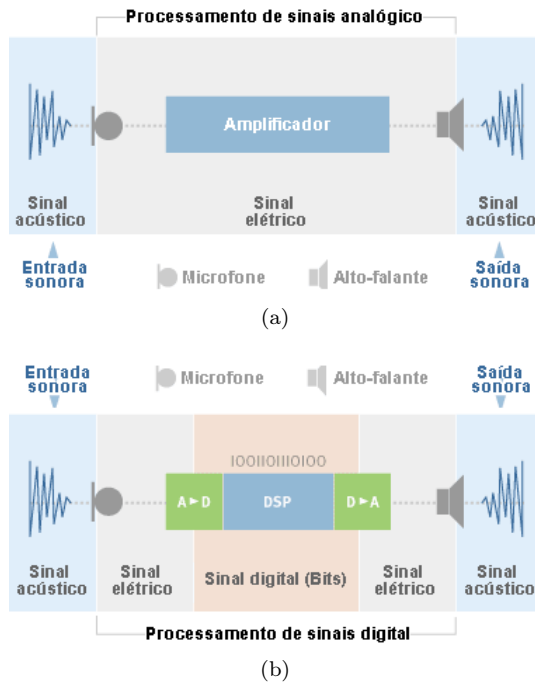 Processamento de sinais analógico
Amplificador
Sinal
acústico
Sinal
elétrico
Sinal
acústico
Entrada
sonora
Microfone
Alto-falante
Saída
sonora
(a)
Entrada
sonora
Microfone
Alto-falante
Saída
sonora
1001101110100
A►D
DSP
D►A
Sinal
acústico
Sinal
elétrico
Sinal digital (Bits)
Sinal
elétrico
Sinal
acústico
Processamento de sinais digital
(b)